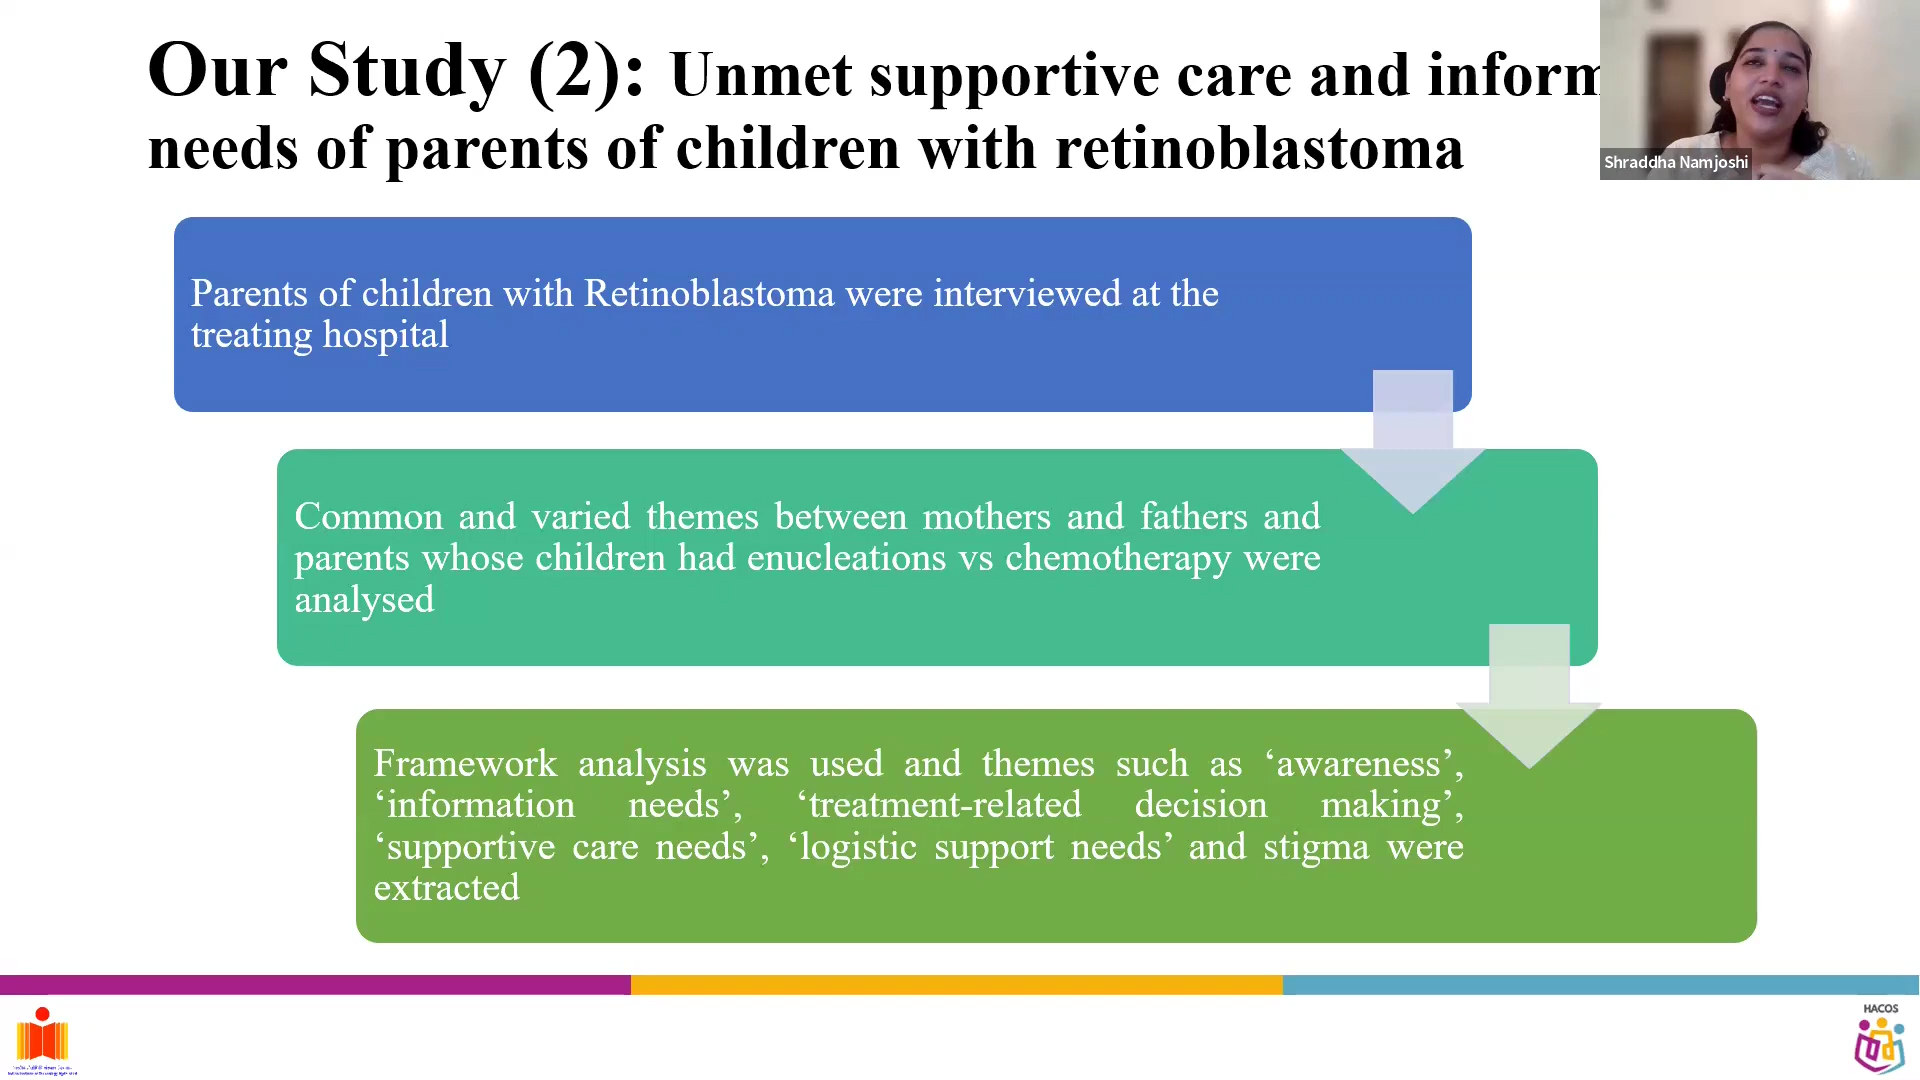 Our Study (2): Unmet supportive care and inform
needs of parents of children with retinoblastoma
Shraddha Namjoshi
Parents of children with Retinoblastoma were interviewed at the
treating hospital
Common and varied themes between mothers and fathers and
parents whose children had enucleations vs chemotherapy were
analysed
Framework analysis was used and themes such as ‘awareness’,
‘information needs’, ‘treatment-related decision making’,
‘supportive care needs’, ‘logistic support needs’ and stigma were
extracted
HACOS